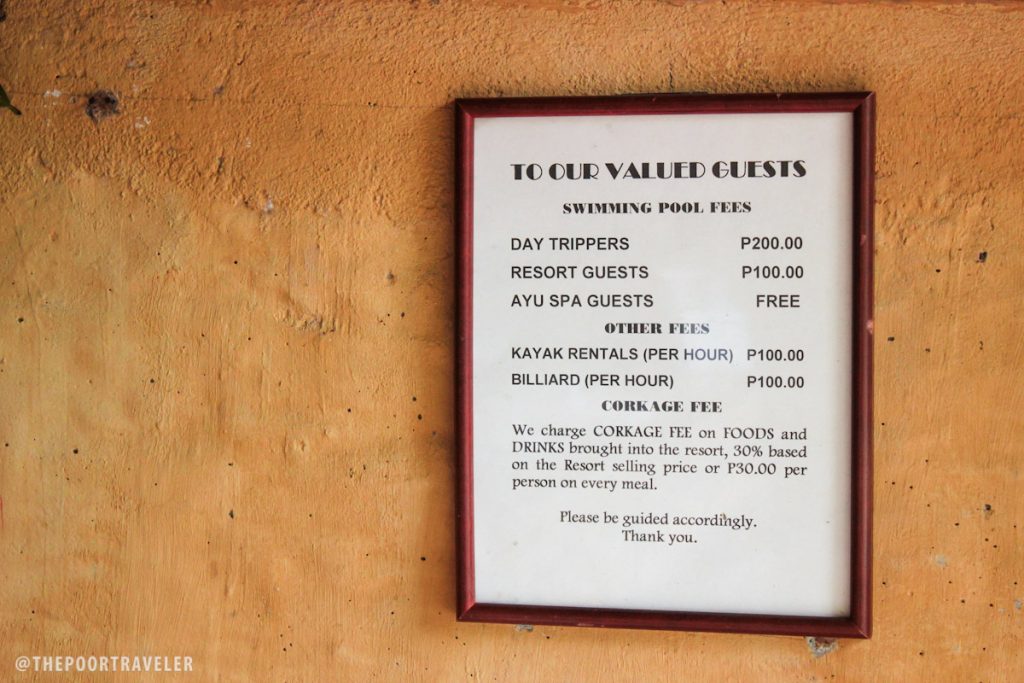 TO OUR VALUED GUESTS
SWIMMING POOL FEES
DAY TRIPPERS P200.00
RESORT GUESTS P100.00
AYU SPA GUESTS FREE
OTHER FEES
KAYAK RENTALS (PER HOUR) P100.00
BILLIARD (PER HOUR) P100.00
CORKAGE FEE
We charge CORKAGE FEE on FOODS and
DRINKS brought into the resort, 30% based
on the Resort selling price or P30.00 per
person on every meal.
Please be guided accordingly.
Thank you.
@THEPOORTRAVELER